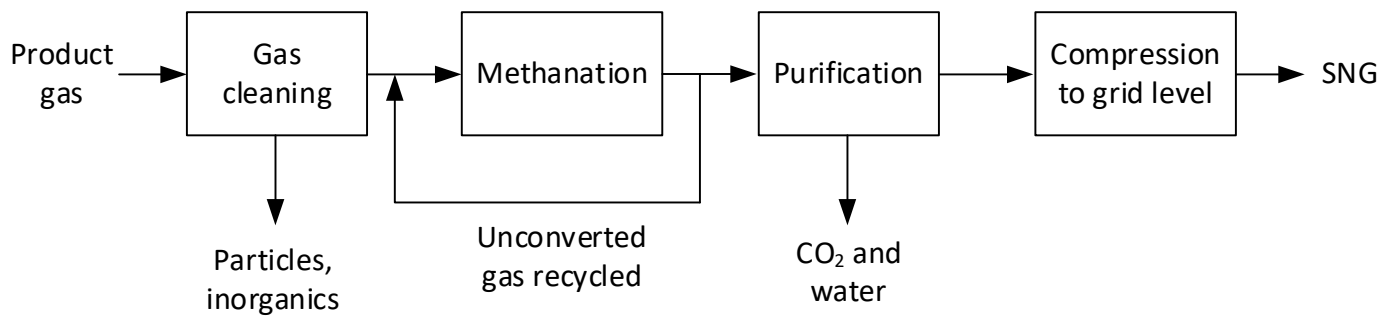 Product
gas
Gas
cleaning
Methanation
Purification
Compression
to grid level
SNG
Particles,
inorganics
Unconverted
gas recycled
CO₂ and
water